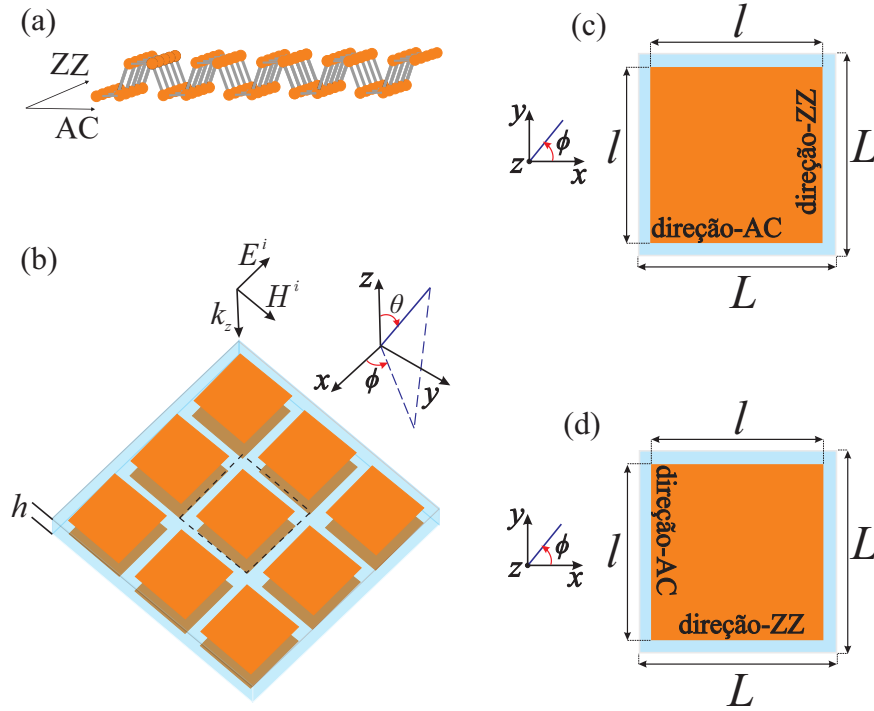 (a)
ZZ
AC
(b)
E^i
H^i
k_z
z
θ
x
ϕ
y
h
(c)
l
y
ϕ
z
x
l
direção-ZZ
L
direção-AC
L
(d)
l
y
ϕ
z
x
l
direção-AC
L
direção-ZZ
L